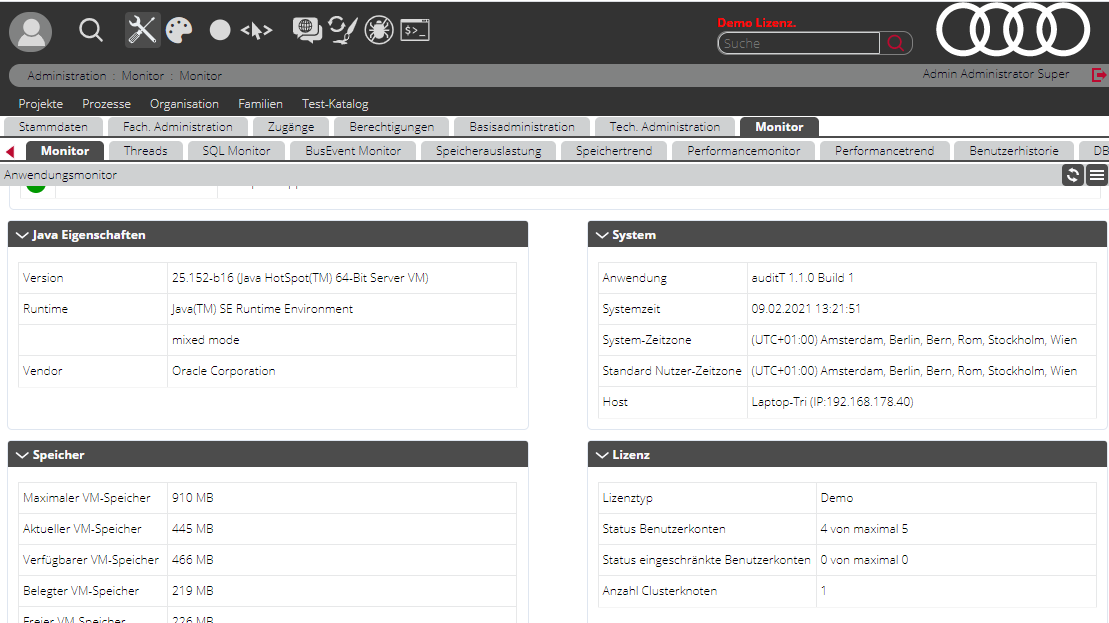 Demo Lizenz.
Suche
$>_
Administration : Monitor : Monitor
Admin Administrator Super
Projekte Prozesse Organisation Familien Test-Katalog
Stammdaten Fach. Administration Zugänge Berechtigungen Basisadministration Tech. Administration Monitor
Monitor Threads SQL Monitor BusEvent Monitor Speicherauslastung Speichertrend Performancemonitor Performancetrend Benutzerhistorie DB
Anwendungsmonitor
Java Eigenschaften
Version 25.152-b16 (Java HotSpot(TM) 64-Bit Server VM)
Runtime Java(TM) SE Runtime Environment
mixed mode
Vendor Oracle Corporation
System
Anwendung auditT 1.1.0 Build 1
Systemzeit 09.02.2021 13:21:51
System-Zeitzone (UTC+01:00) Amsterdam, Berlin, Bern, Rom, Stockholm, Wien
Standard Nutzer-Zeitzone (UTC+01:00) Amsterdam, Berlin, Bern, Rom, Stockholm, Wien
Host Laptop-Tri (IP:192.168.178.40)
Speicher
Maximaler VM-Speicher 910 MB
Aktueller VM-Speicher 445 MB
Verfügbarer VM-Speicher 466 MB
Belegter VM-Speicher 219 MB
Freier VM-Speicher 226 MB
Lizenz
Lizenztyp Demo
Status Benutzerkonten 4 von maximal 5
Status eingeschränkte Benutzerkonten 0 von maximal 0
Anzahl Clusterknoten 1